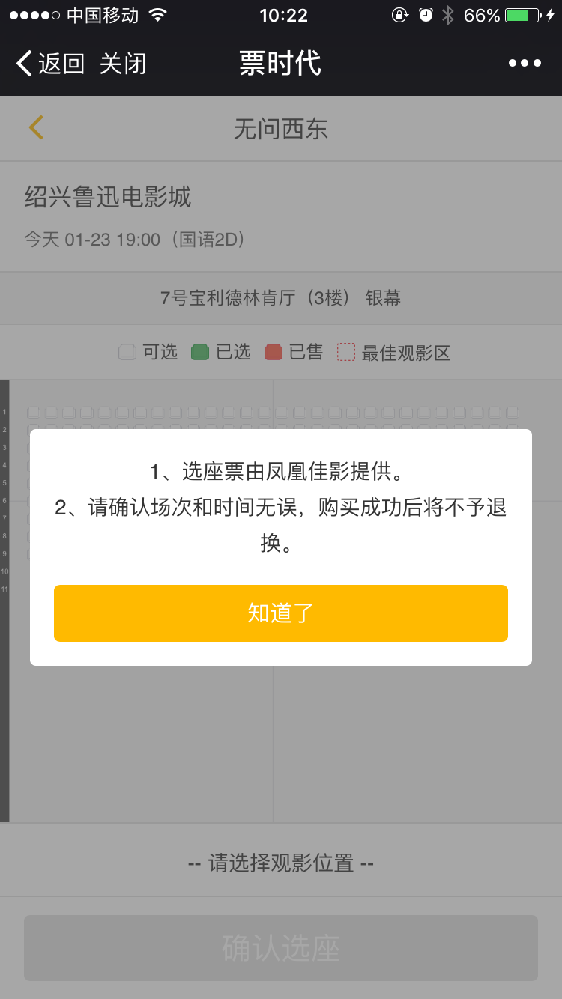 中国移动 10:22 66%
返回 关闭 票时代
无问西东
绍兴鲁迅电影城
今天 01-23 19:00（国语2D）
7号宝利德林肯厅（3楼） 银幕
可选 已选 已售 最佳观影区
1
2
3
4
5
6
7
8
9
10
11
1、选座票由凤凰佳影提供。
2、请确认场次和时间无误，购买成功后将不予退
换。
知道了
-- 请选择观影位置 --
确认选座